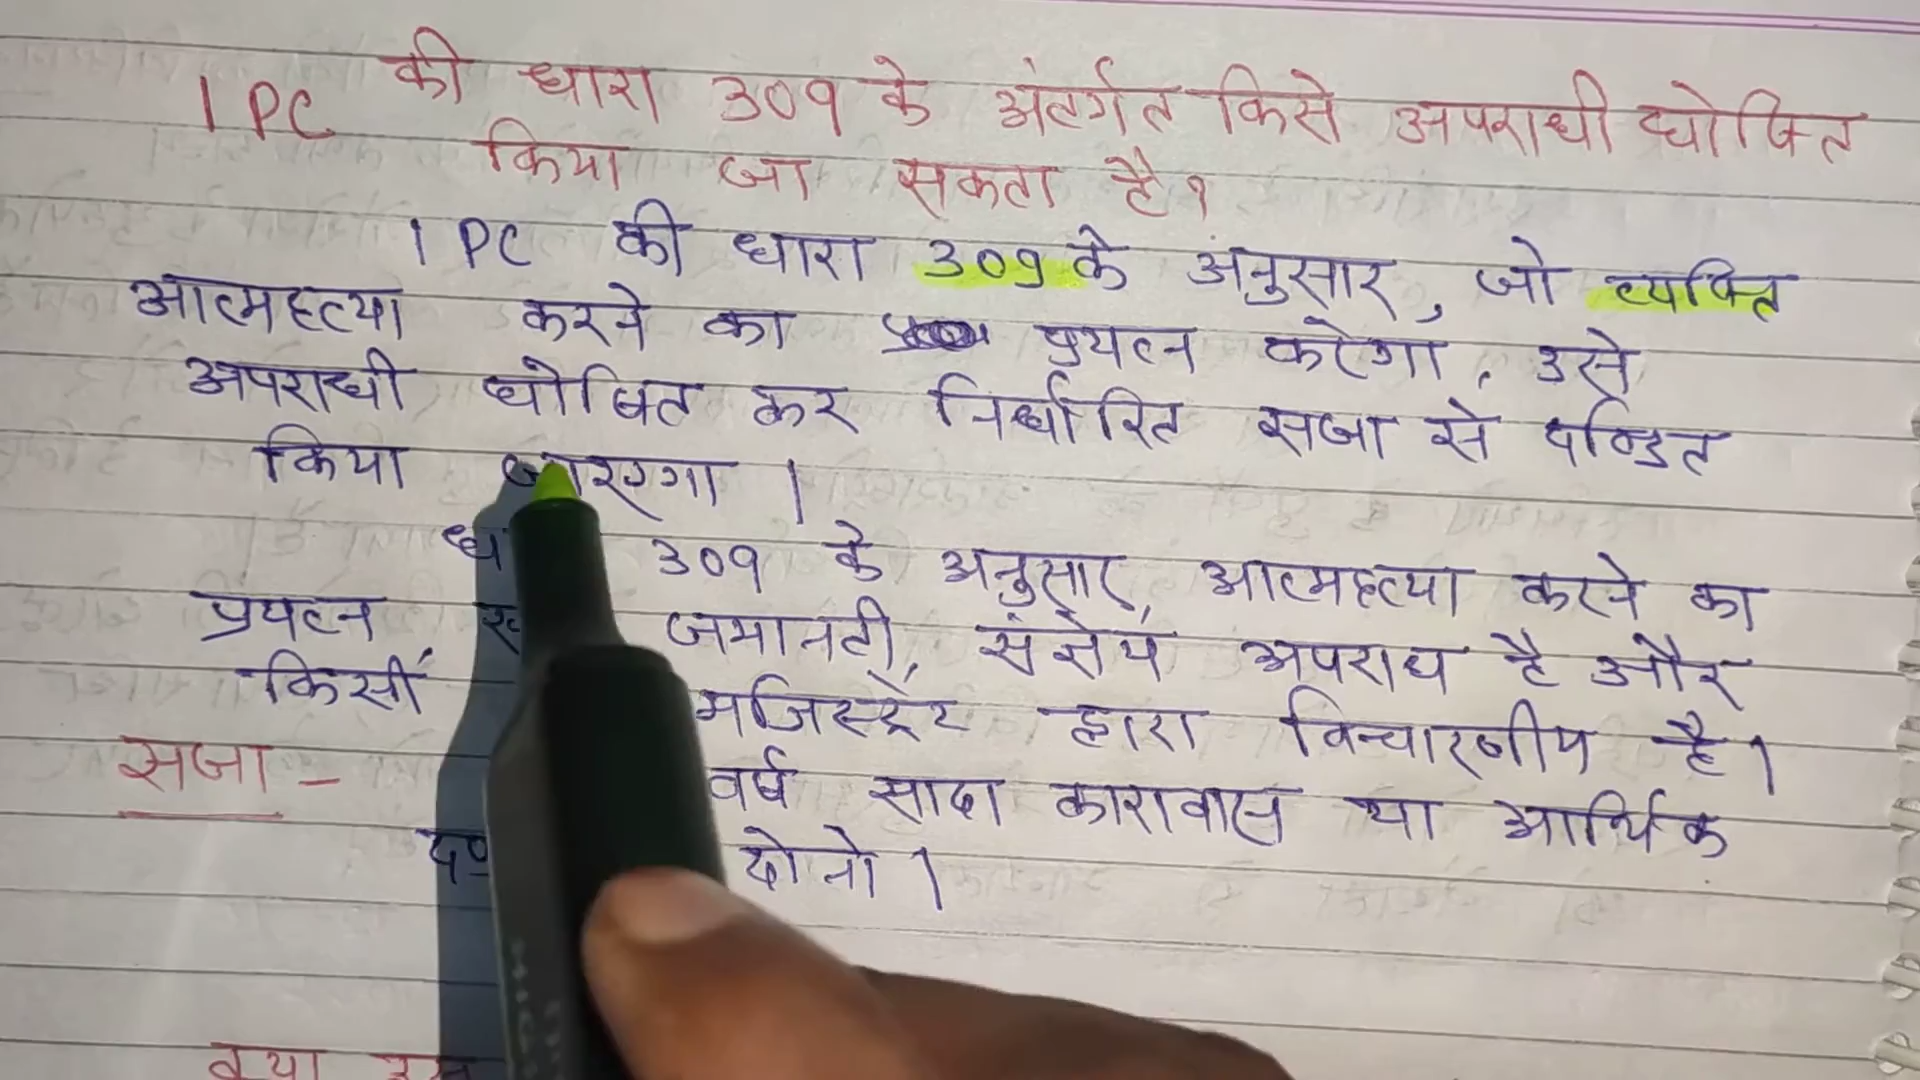 IPC की धारा 309 के अंतर्गत किसे अपराधी घोषित
किया जा सकता है?
IPC की धारा 309 के अनुसार, जो व्यक्ति
आत्महत्या करने का प्रयत्न करेगा, उसे
अपराधी घोषित कर निर्धारित सजा से दण्डित
किया जाएगा ।
309 के अनुसार, आत्महत्या करने का
प्रयत्न जमानती, संज्ञेय अपराध है और
किसी मजिस्ट्रेट द्वारा विचारणीय है।
सजा - वर्ष सादा कारावास या आर्थिक
दोनो ।
क्या